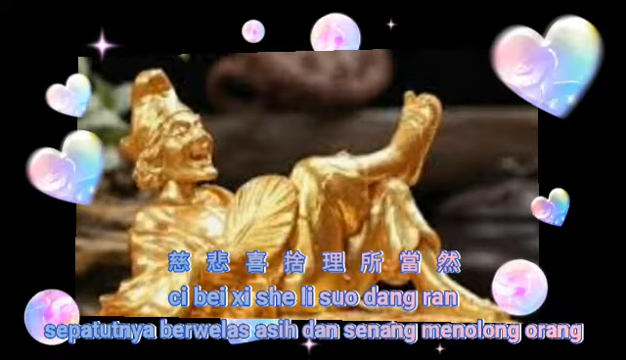 慈悲喜捨理所當然
ci bei xi she li suo dang ran
sepatutnya berwelas asih dan senang menolong orang